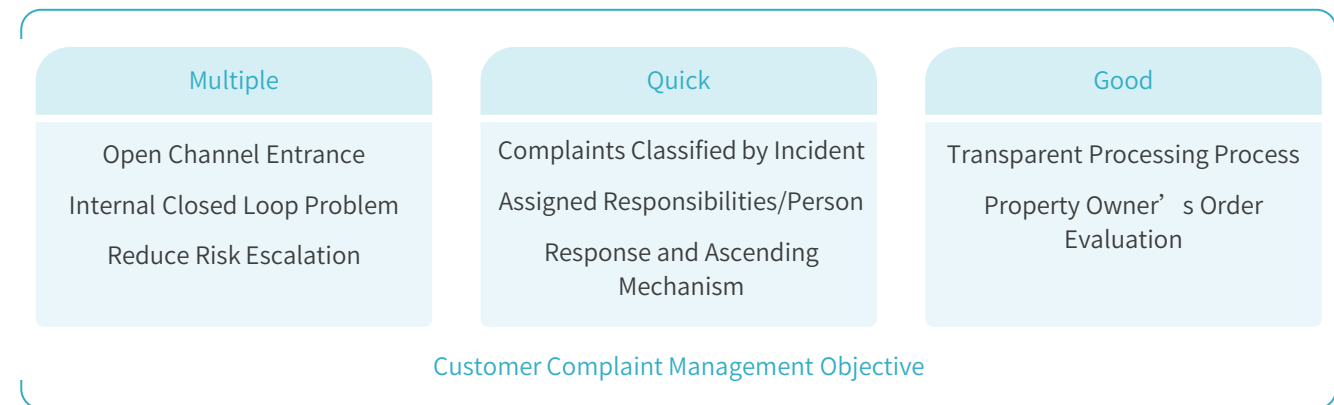 Multiple
Open Channel Entrance
Internal Closed Loop Problem
Reduce Risk Escalation
Quick
Complaints Classified by Incident
Assigned Responsibilities/Person
Response and Ascending
Mechanism
Good
Transparent Processing Process
Property Owner’s Order
Evaluation
Customer Complaint Management Objective